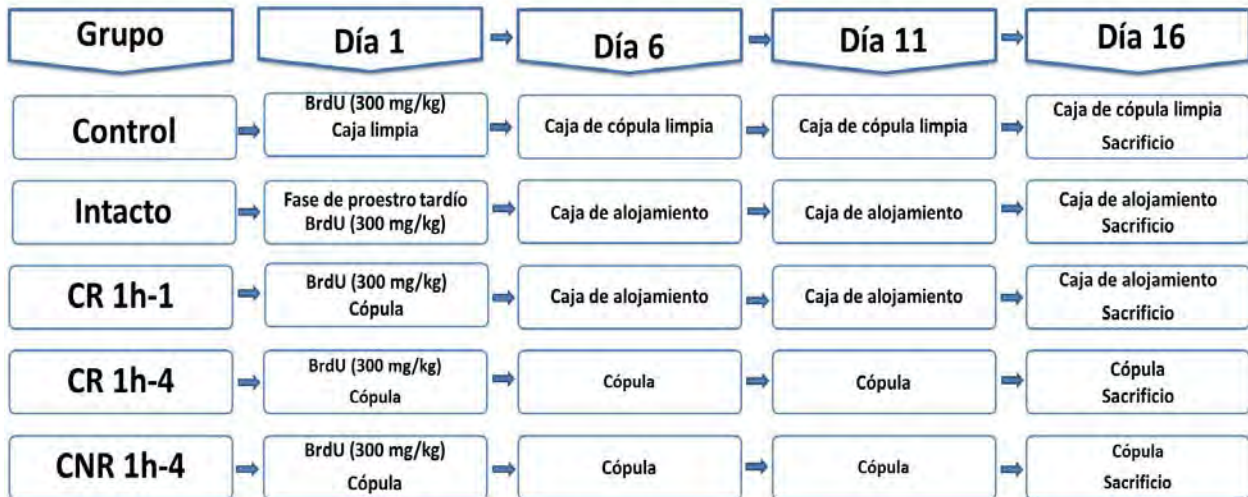 Grupo
Día 1
Día 6
Día 11
Día 16
Control
BrdU (300 mg/kg)
Caja limpia
Caja de cópula limpia
Caja de cópula limpia
Caja de cópula limpia
Sacrificio
Intacto
Fase de proestro tardío
BrdU (300 mg/kg)
Caja de alojamiento
Caja de alojamiento
Caja de alojamiento
Sacrificio
CR 1h-1
BrdU (300 mg/kg)
Cópula
Caja de alojamiento
Caja de alojamiento
Caja de alojamiento
Sacrificio
CR 1h-4
BrdU (300 mg/kg)
Cópula
Cópula
Cópula
Cópula
Sacrificio
CNR 1h-4
BrdU (300 mg/kg)
Cópula
Cópula
Cópula
Cópula
Sacrificio